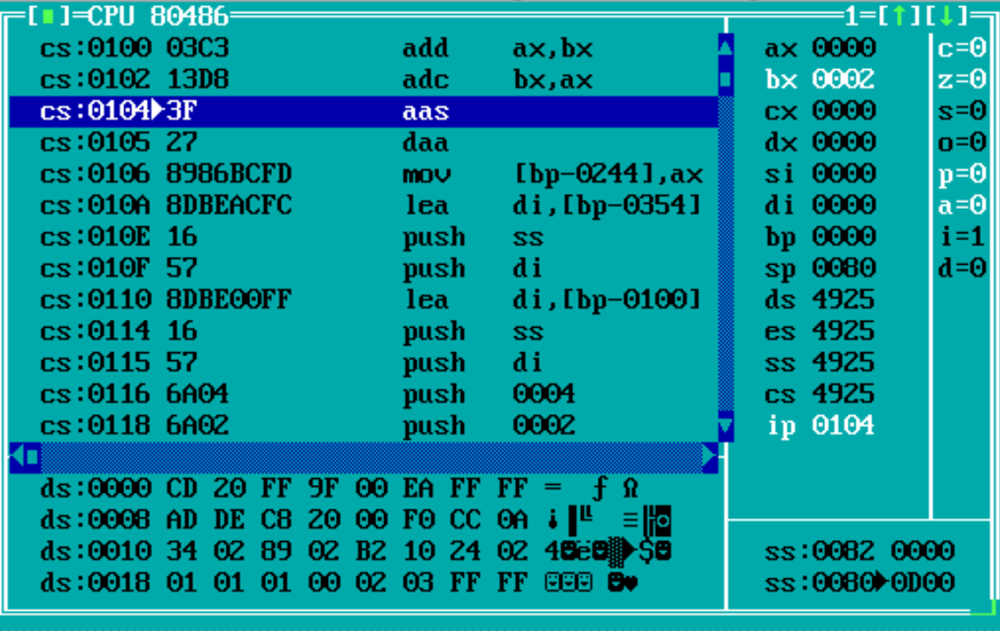 [■]=CPU 80486 1=[↑][↓]
cs:0100 03C3 add ax,bx
cs:0102 13D8 adc bx,ax
cs:0104►3F aas
cs:0105 27 daa
cs:0106 8986BCFD mov [bp-0244],ax
cs:010A 8DBEACFC lea di,[bp-0354]
cs:010E 16 push ss
cs:010F 57 push di
cs:0110 8DBE00FF lea di,[bp-0100]
cs:0114 16 push ss
cs:0115 57 push di
cs:0116 6A04 push 0004
cs:0118 6A02 push 0002
ds:0000 CD 20 FF 9F 00 EA FF FF = ƒ Ω
ds:0008 AD DE C8 20 00 F0 CC 0A ¡▐╚ ≡╠◙
ds:0010 34 02 89 02 B2 10 24 02 4☻ë☻▓►$☻
ds:0018 01 01 01 00 02 03 FF FF ☺☺☺ ☻♥
ax 0000
bx 0002
cx 0000
dx 0000
si 0000
di 0000
bp 0000
sp 0080
ds 4925
es 4925
ss 4925
cs 4925
ip 0104
c=0
z=0
s=0
o=0
p=0
a=0
i=1
d=0
ss:0082 0000
ss:0080►0D00